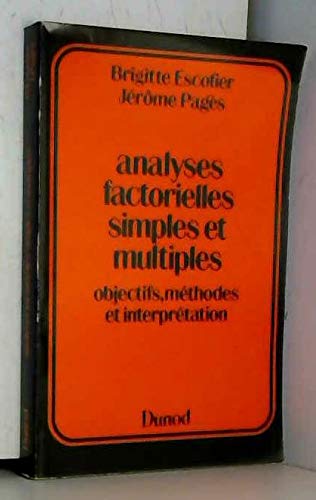 Brigitte Escofier
Jérôme Pagès
analyses
factorielles
simples et
multiples
objectifs,méthodes
et interprétation
Dunod